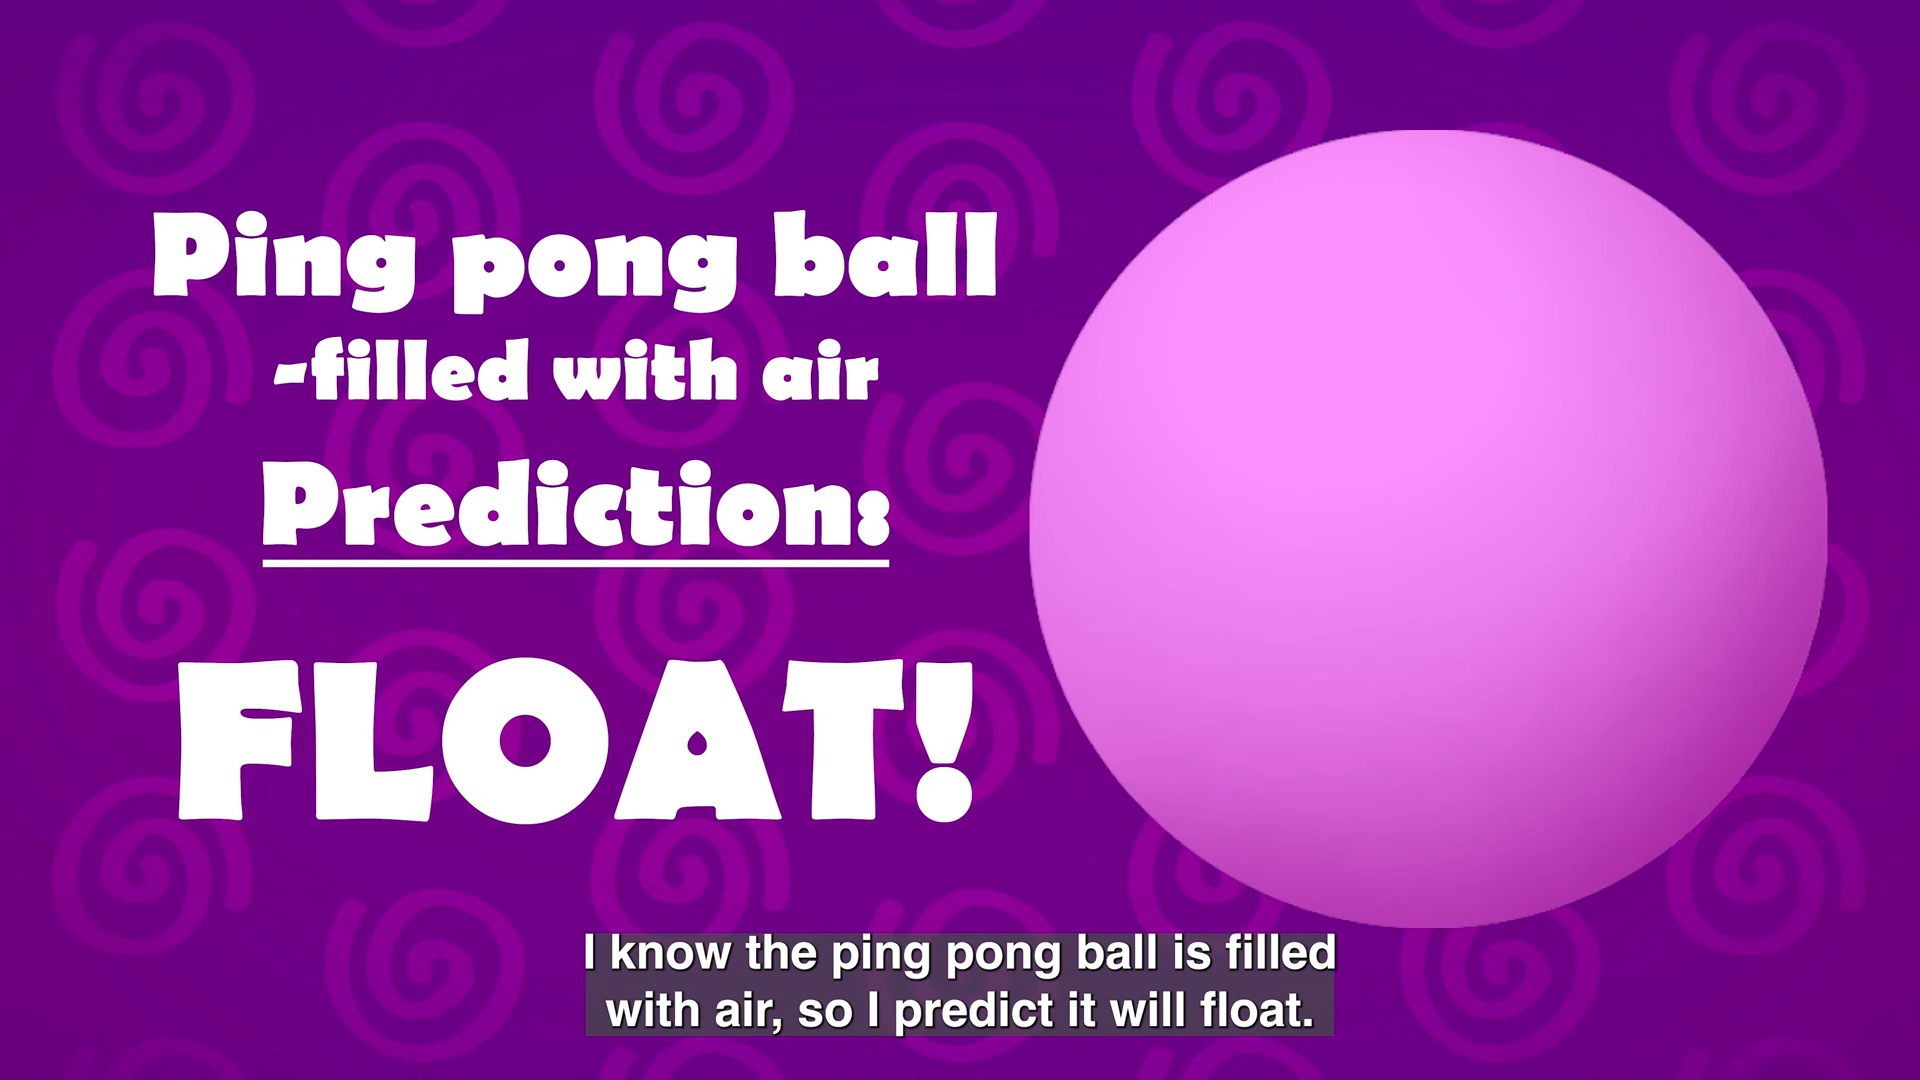 Ping pong ball
-filled with air
Prediction:
FLOAT!
I know the ping pong ball is filled
with air, so I predict it will float.